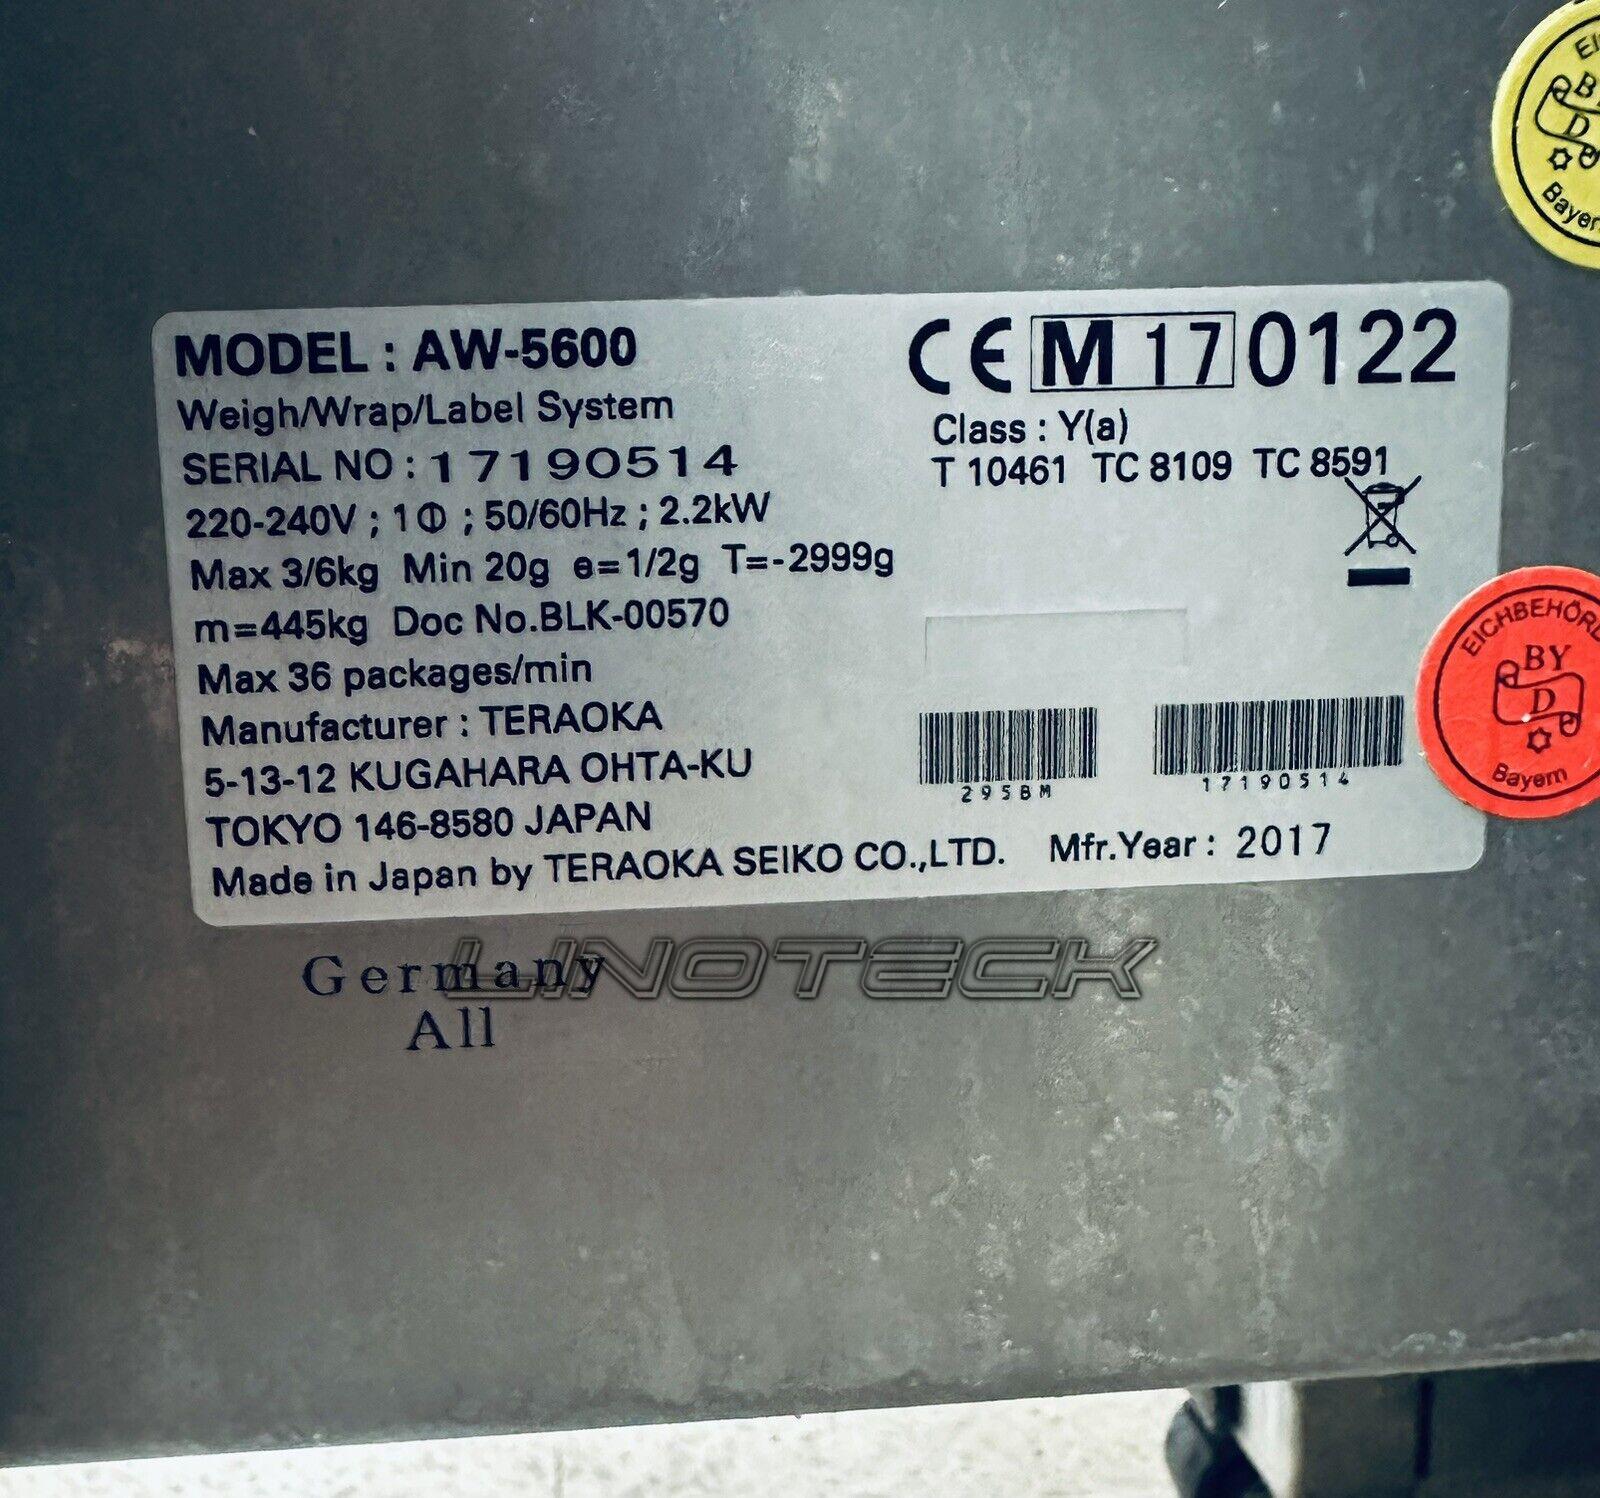 MODEL : AW-5600
Weigh/Wrap/Label System
SERIAL NO : 17190514
220-240V ; 1Φ ; 50/60Hz ; 2.2kW
Max 3/6kg Min 20g e=1/2g T=-2999g
m=445kg Doc No.BLK-00570
Max 36 packages/min
Manufacturer : TERAOKA
5-13-12 KUGAHARA OHTA-KU
TOKYO 146-8580 JAPAN
Made in Japan by TERAOKA SEIKO CO.,LTD.
CE M 17 0122
Class : Y(a)
T 10461 TC 8109 TC 8591
295BM
17190514
Mfr.Year : 2017
Germany
All
LINOTECK
D
Bayern
BY
D
Bayern